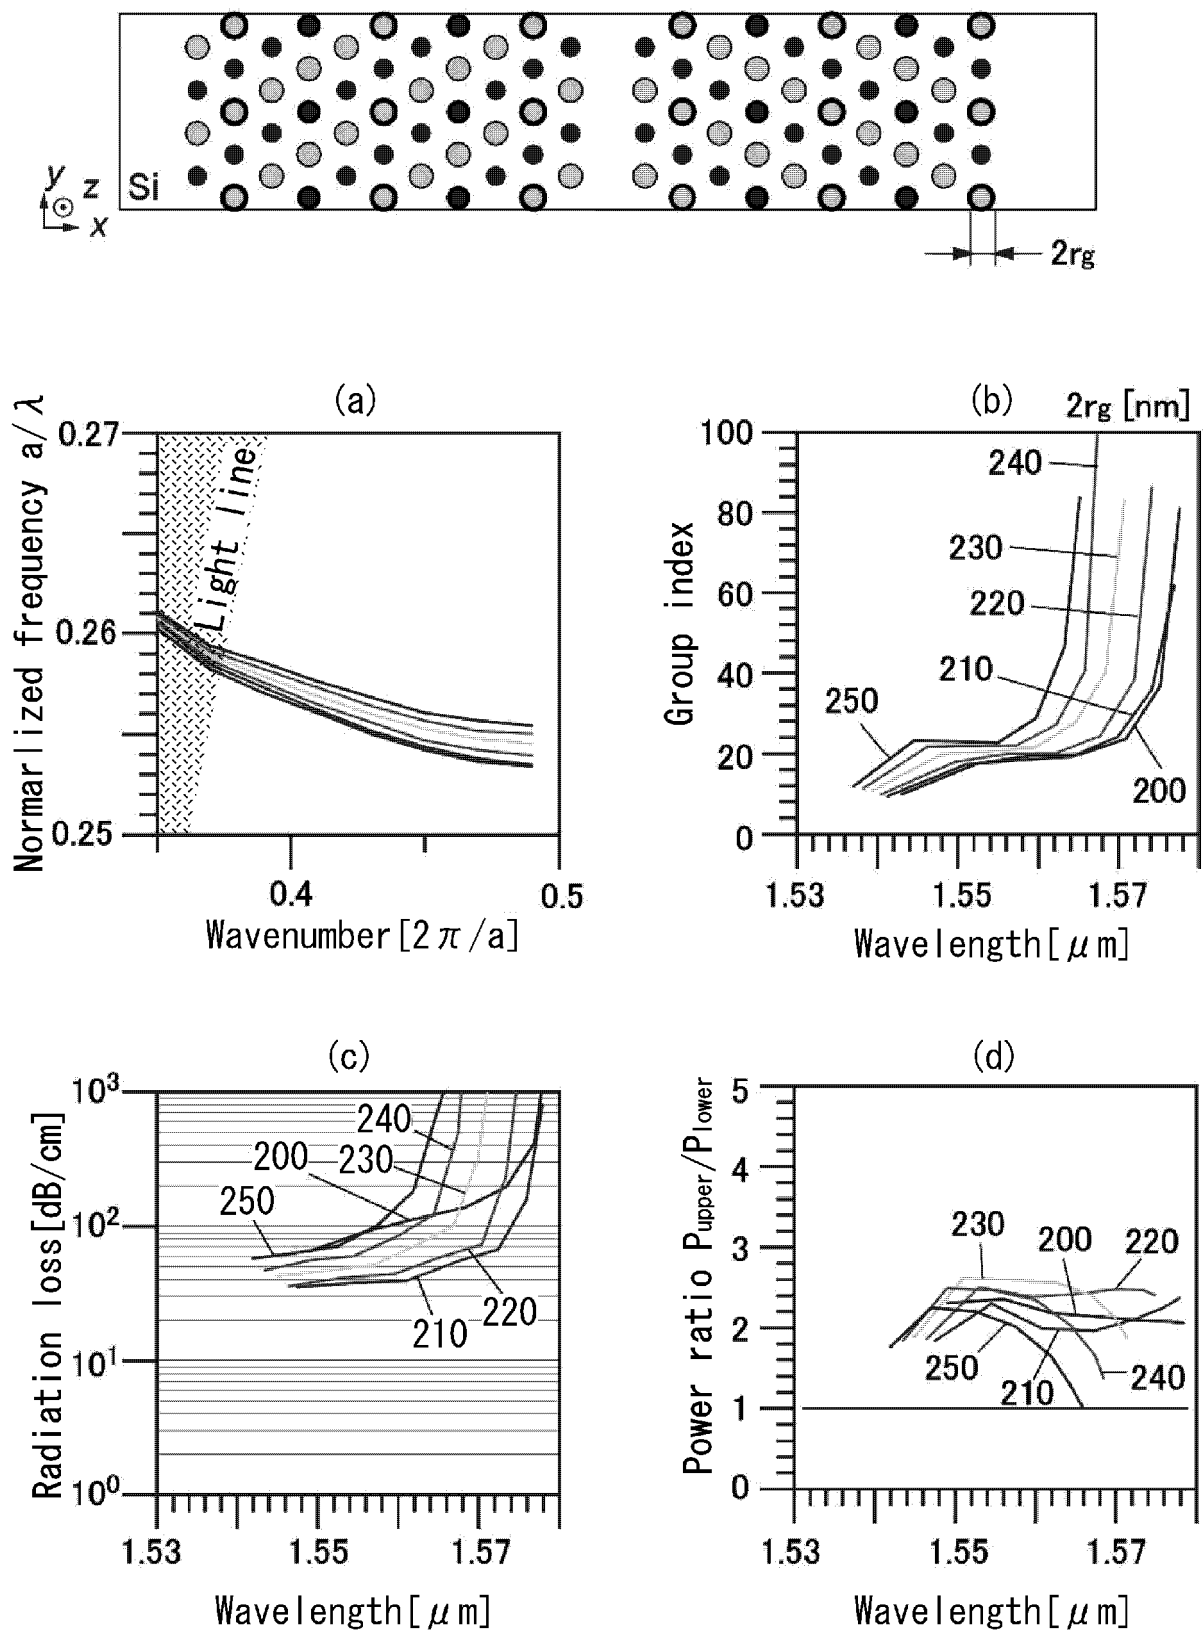 Si
y
z
x
2rg
(a)
Normarlized frequency a/λ
0.27
0.26
0.25
Light line
0.4
0.5
Wavenumber[2π/a]
(b)
2rg [nm]
Group index
100
80
60
40
20
0
240
230
220
210
250
200
1.53
1.55
1.57
Wavelength[μm]
(c)
Radiation loss[dB/cm]
10³
10²
10¹
10⁰
240
200
230
250
220
210
1.53
1.55
1.57
Wavelength[μm]
(d)
Power ratio Pupper/Plower
5
4
3
2
1
0
230
200
220
250
210
240
1.53
1.55
1.57
Wavelength[μm]